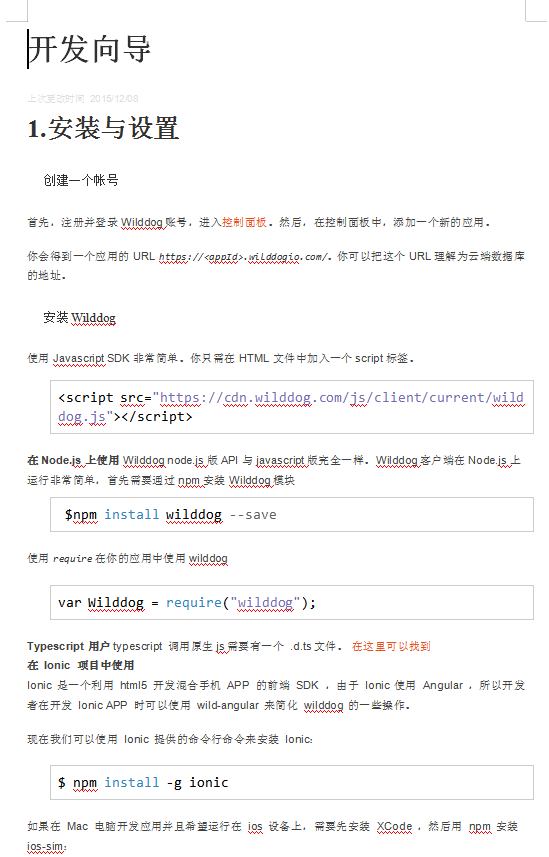 开发向导
上次更改时间 2015/12/08
1.安装与设置
创建一个帐号
首先，注册并登录 Wilddog 账号，进入控制面板。然后，在控制面板中，添加一个新的应用。
你会得到一个应用的 URL https://<appId>.wilddogio.com/。你可以把这个 URL 理解为云端数据库
的地址。
安装 Wilddog
使用 Javascript SDK 非常简单。你只需在 HTML 文件中加入一个 script 标签。
<script src="https://cdn.wilddog.com/js/client/current/wild
dog.js"></script>
在 Node.js 上使用 Wilddog node.js 版 API 与 javascript 版完全一样。Wilddog 客户端在 Node.js 上
运行非常简单，首先需要通过 npm 安装 Wilddog 模块
$npm install wilddog --save
使用 require 在你的应用中使用 wilddog
var Wilddog = require("wilddog");
Typescript 用户 typescript 调用原生 js 需要有一个 .d.ts 文件。 在这里可以找到
在 Ionic 项目中使用
Ionic 是一个利用 html5 开发混合手机 APP 的前端 SDK ，由于 Ionic 使用 Angular ，所以开发
者在开发 Ionic APP 时可以使用 wild-angular 来简化 wilddog 的一些操作。
现在我们可以使用 Ionic 提供的命令行命令来安装 Ionic:
$ npm install -g ionic
如果在 Mac 电脑开发应用并且希望运行在 ios 设备上，需要先安装 XCode ，然后用 npm 安装
ios-sim: